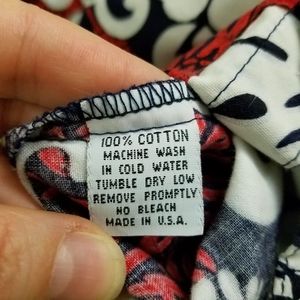 100% COTTON
MACHINE WASH
IN COLD WATER
TUMBLE DRY LOW
REMOVE PROMPTLY
NO BLEACH
MADE IN U.S.A.